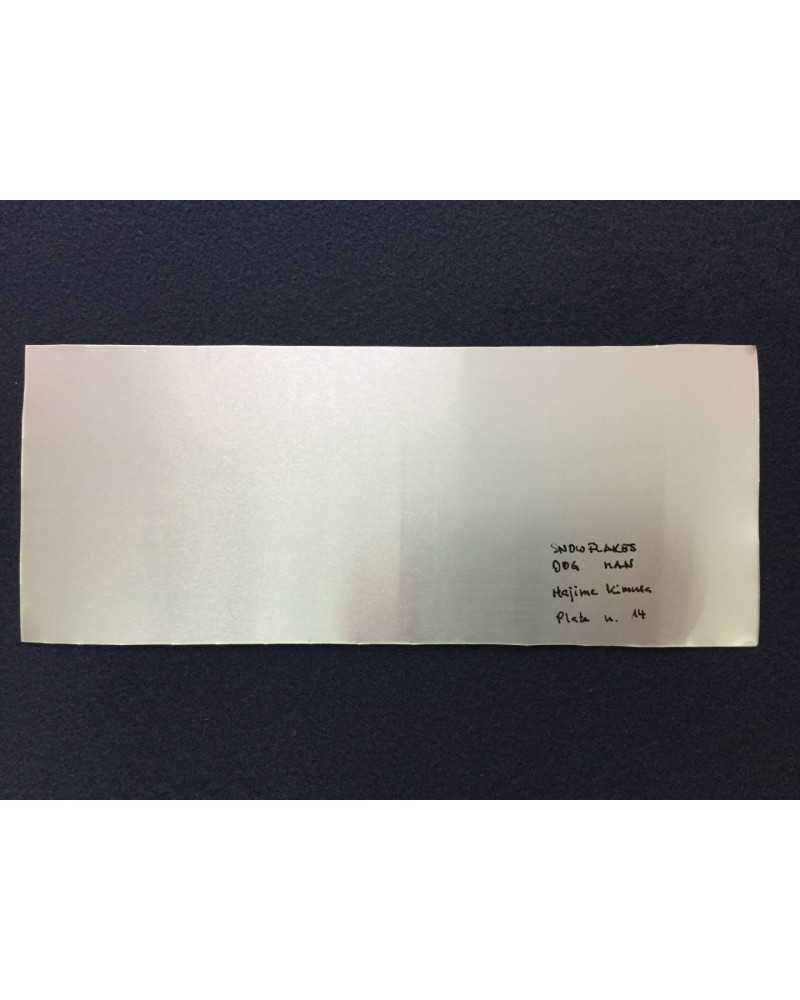 SNOWFLAKES
DOG MAN
Hajime Kimura
Plate n. 14